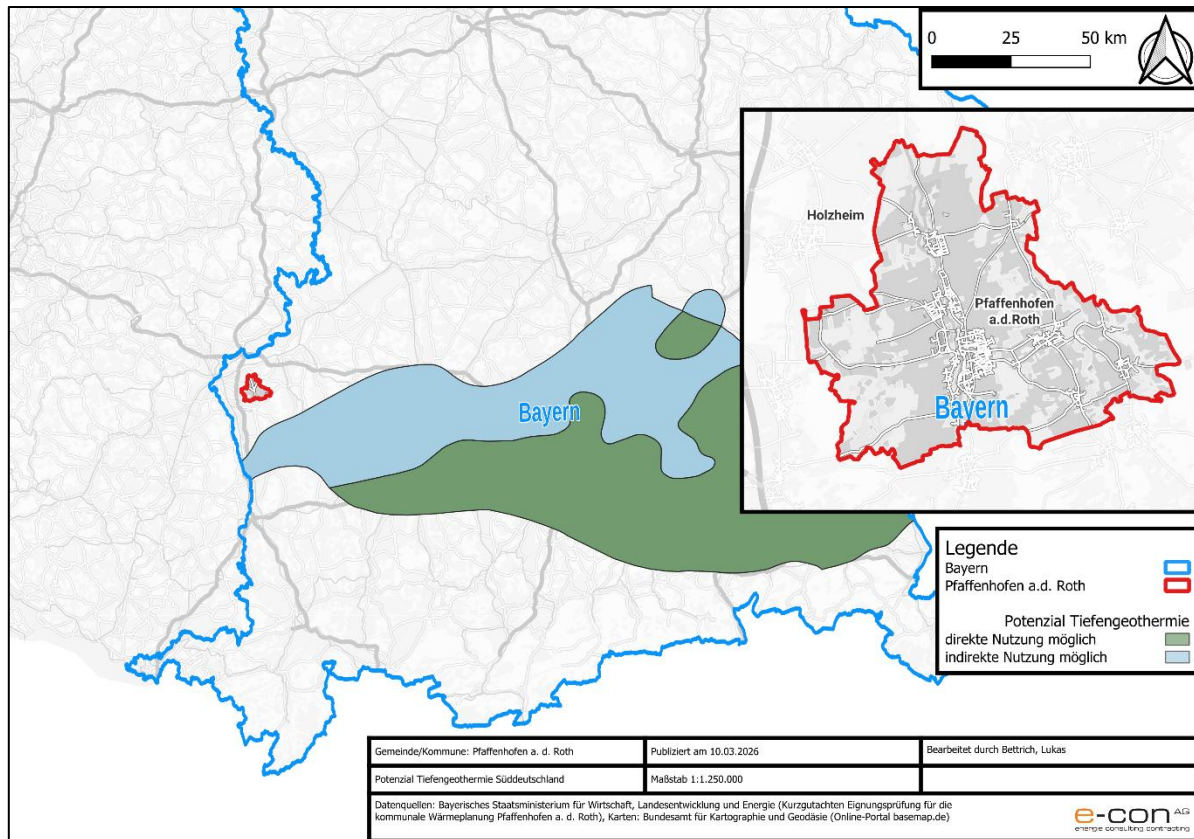 0 25 50 km
Holzheim
Pfaffenhofen
a.d.Roth
Bayern
Bayern
Legende
Bayern
Pfaffenhofen a.d. Roth
Potenzial Tiefengeothermie
direkte Nutzung möglich
indirekte Nutzung möglich
Gemeinde/Kommune: Pfaffenhofen a. d. Roth
Publiziert am 10.03.2026
Bearbeitet durch Bettrich, Lukas
Potenzial Tiefengeothermie Süddeutschland
Maßstab 1:1.250.000
Datenquellen: Bayerisches Staatsministerium für Wirtschaft, Landesentwicklung und Energie (Kurzgutachten Eignungsprüfung für die
kommunale Wärmeplanung Pfaffenhofen a. d. Roth), Karten: Bundesamt für Kartographie und Geodäsie (Online-Portal basemap.de)
e-con AG
energie consulting contracting